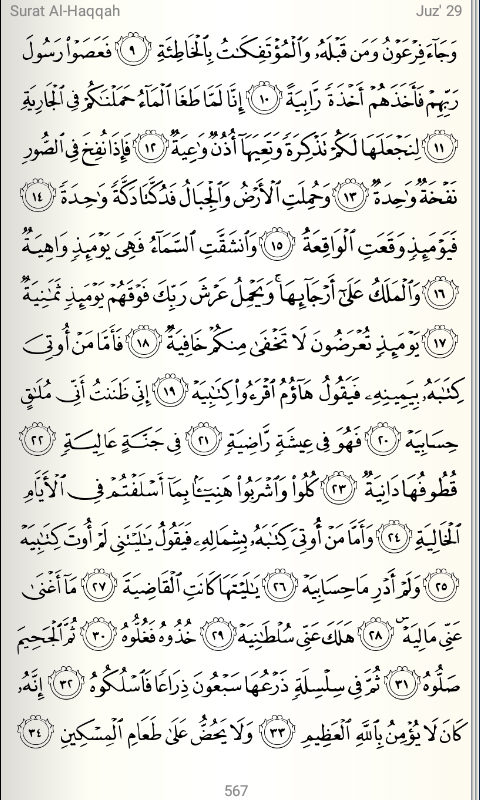 Surat Al-Haqqah Juz' 29
وَجَآءَ فِرۡعَوۡنُ وَمَن قَبۡلَهُۥ وَٱلۡمُؤۡتَفِكَٰتُ بِٱلۡخَاطِئَةِ ٩ فَعَصَوۡاْ رَسُولَ
رَبِّهِمۡ فَأَخَذَهُمۡ أَخۡذَةٗ رَّابِيَةً ١٠ إِنَّا لَمَّا طَغَا ٱلۡمَآءُ حَمَلۡنَٰكُمۡ فِي ٱلۡجَارِيَةِ
١١ لِنَجۡعَلَهَا لَكُمۡ تَذۡكِرَةٗ وَتَعِيَهَآ أُذُنٞ وَٰعِيَةٞ ١٢ فَإِذَا نُفِخَ فِي ٱلصُّورِ
نَفۡخَةٞ وَٰحِدَةٞ ١٣ وَحُمِلَتِ ٱلۡأَرۡضُ وَٱلۡجِبَالُ فَدُكَّتَا دَكَّةٗ وَٰحِدَةٗ ١٤
فَيَوۡمَئِذٖ وَقَعَتِ ٱلۡوَاقِعَةُ ١٥ وَٱنشَقَّتِ ٱلسَّمَآءُ فَهِيَ يَوۡمَئِذٖ وَاهِيَةٞ
١٦ وَٱلۡمَلَكُ عَلَىٰٓ أَرۡجَآئِهَاۚ وَيَحۡمِلُ عَرۡشَ رَبِّكَ فَوۡقَهُمۡ يَوۡمَئِذٖ ثَمَٰنِيَةٞ
١٧ يَوۡمَئِذٖ تُعۡرَضُونَ لَا تَخۡفَىٰ مِنكُمۡ خَافِيَةٞ ١٨ فَأَمَّا مَنۡ أُوتِيَ
كِتَٰبَهُۥ بِيَمِينِهِۦ فَيَقُولُ هَآؤُمُ ٱقۡرَءُواْ كِتَٰبِيَهۡ ١٩ إِنِّي ظَنَنتُ أَنِّي مُلَٰقٍ
حِسَابِيَهۡ ٢٠ فَهُوَ فِي عِيشَةٖ رَّاضِيَةٖ ٢١ فِي جَنَّةٍ عَالِيَةٖ ٢٢
قُطُوفُهَا دَانِيَةٞ ٢٣ كُلُواْ وَٱشۡرَبُواْ هَنِيٓـَٔۢا بِمَآ أَسۡلَفۡتُمۡ فِي ٱلۡأَيَّامِ
ٱلۡخَالِيَةِ ٢٤ وَأَمَّا مَنۡ أُوتِيَ كِتَٰبَهُۥ بِشِمَالِهِۦ فَيَقُولُ يَٰلَيۡتَنِي لَمۡ أُوتَ كِتَٰبِيَهۡ
٢٥ وَلَمۡ أَدۡرِ مَا حِسَابِيَهۡ ٢٦ يَٰلَيۡتَهَا كَانَتِ ٱلۡقَاضِيَةَ ٢٧ مَآ أَغۡنَىٰ
عَنِّي مَالِيَهۡۜ ٢٨ هَلَكَ عَنِّي سُلۡطَٰنِيَهۡ ٢٩ خُذُوهُ فَغُلُّوهُ ٣٠ ثُمَّ ٱلۡجَحِيمَ
صَلُّوهُ ٣١ ثُمَّ فِي سِلۡسِلَةٖ ذَرۡعُهَا سَبۡعُونَ ذِرَاعٗا فَٱسۡلُكُوهُ ٣٢ إِنَّهُۥ
كَانَ لَا يُؤۡمِنُ بِٱللَّهِ ٱلۡعَظِيمِ ٣٣ وَلَا يَحُضُّ عَلَىٰ طَعَامِ ٱلۡمِسۡكِينِ ٣٤
567